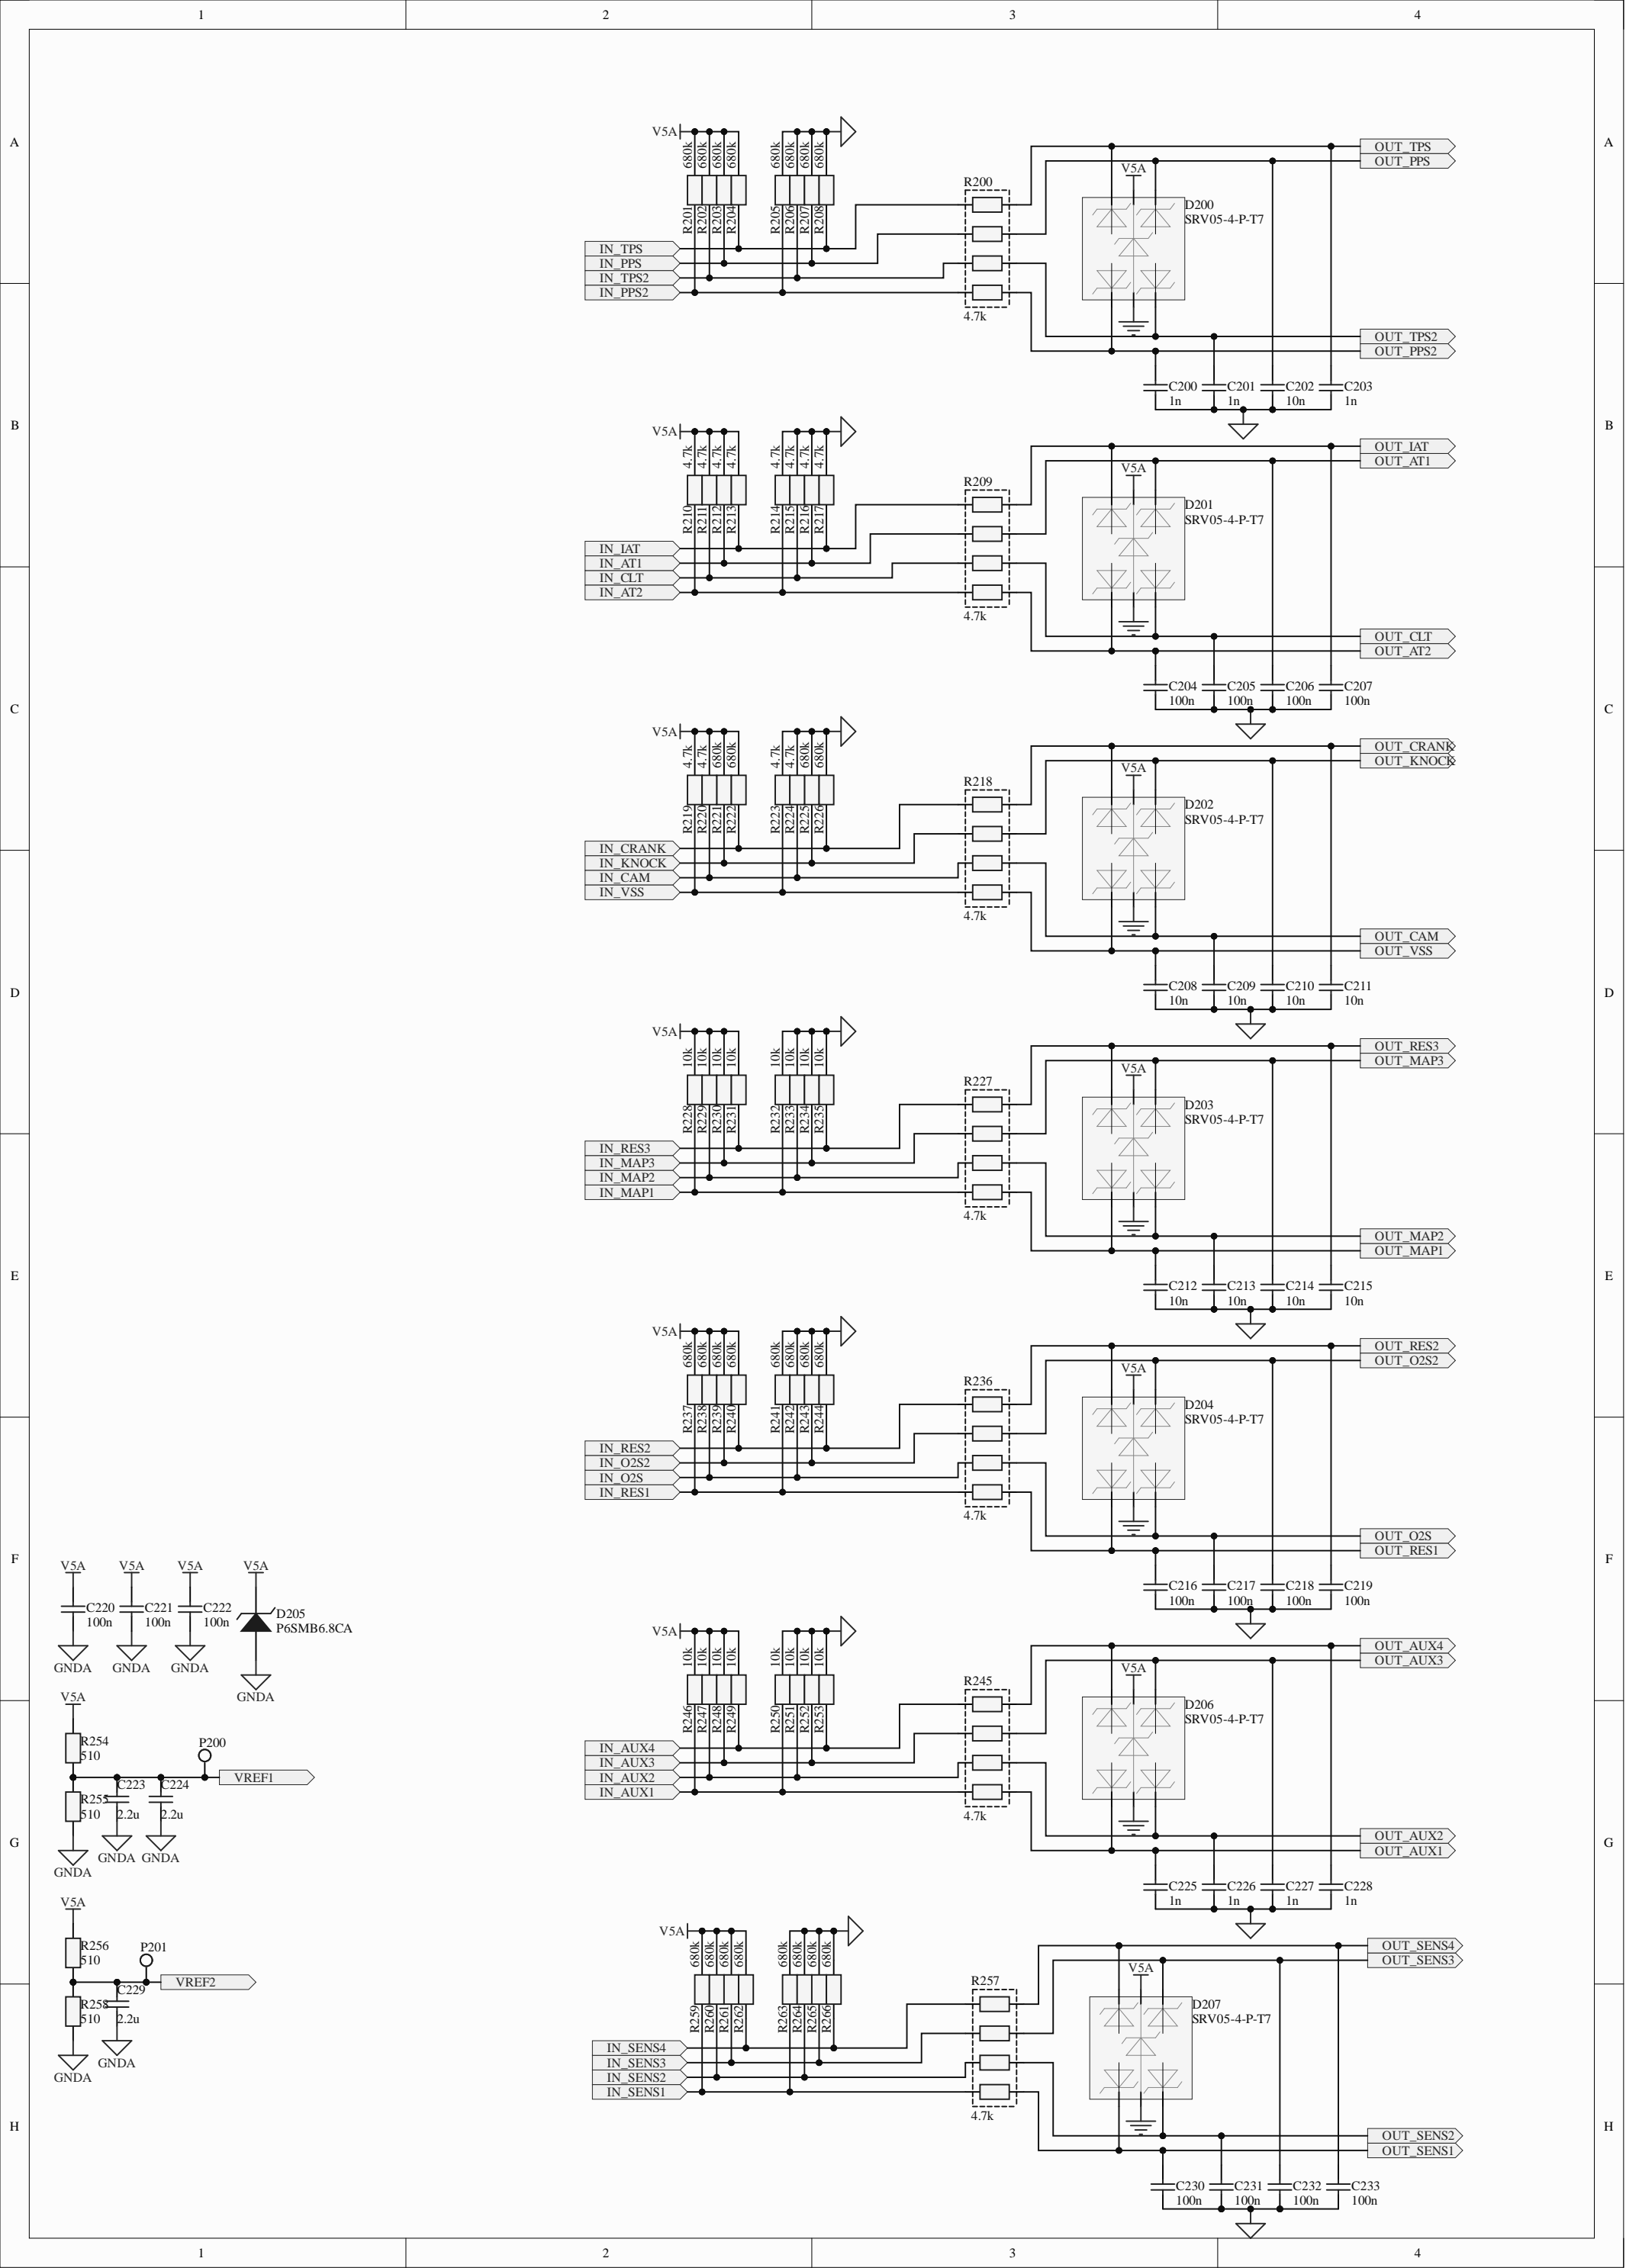 1 2 3 4
A A
V5A
680k 680k 680k 680k 680k 680k 680k 680k
R201 R202 R203 R204 R205 R206 R207 R208
R200
4.7k
IN_TPS
IN_PPS
IN_TPS2
IN_PPS2
V5A
D200
SRV05-4-P-T7
OUT_TPS
OUT_PPS
OUT_TPS2
OUT_PPS2
C200 C201 C202 C203
1n 1n 10n 1n
B B
V5A
4.7k 4.7k 4.7k 4.7k 4.7k 4.7k 4.7k 4.7k
R210 R211 R212 R213 R214 R215 R216 R217
R209
4.7k
IN_IAT
IN_AT1
IN_CLT
IN_AT2
V5A
D201
SRV05-4-P-T7
OUT_IAT
OUT_AT1
OUT_CLT
OUT_AT2
C204 C205 C206 C207
100n 100n 100n 100n
C C
V5A
4.7k 4.7k 680k 680k 4.7k 4.7k 680k 680k
R219 R220 R221 R222 R223 R224 R225 R226
R218
4.7k
IN_CRANK
IN_KNOCK
IN_CAM
IN_VSS
V5A
D202
SRV05-4-P-T7
OUT_CRANK
OUT_KNOCK
OUT_CAM
OUT_VSS
C208 C209 C210 C211
10n 10n 10n 10n
D D
V5A
10k 10k 10k 10k 10k 10k 10k 10k
R228 R229 R230 R231 R232 R233 R234 R235
R227
4.7k
IN_RES3
IN_MAP3
IN_MAP2
IN_MAP1
V5A
D203
SRV05-4-P-T7
OUT_RES3
OUT_MAP3
OUT_MAP2
OUT_MAP1
C212 C213 C214 C215
10n 10n 10n 10n
E E
V5A
680k 680k 680k 680k 680k 680k 680k 680k
R237 R238 R239 R240 R241 R242 R243 R244
R236
4.7k
IN_RES2
IN_O2S2
IN_O2S
IN_RES1
V5A
D204
SRV05-4-P-T7
OUT_RES2
OUT_O2S2
OUT_O2S
OUT_RES1
C216 C217 C218 C219
100n 100n 100n 100n
F F
V5A V5A V5A V5A
C220 C221 C222 D205
100n 100n 100n P6SMB6.8CA
GNDA GNDA GNDA
GNDA
V5A
10k 10k 10k 10k 10k 10k 10k 10k
R246 R247 R248 R249 R250 R251 R252 R253
R245
4.7k
IN_AUX4
IN_AUX3
IN_AUX2
IN_AUX1
V5A
D206
SRV05-4-P-T7
OUT_AUX4
OUT_AUX3
OUT_AUX2
OUT_AUX1
C225 C226 C227 C228
1n 1n 1n 1n
V5A
R254
510
P200
VREF1
C223 C224
R255
510 2.2u 2.2u
G G
GNDA GNDA
GNDA
V5A
R256
510
P201
VREF2
C229
R258
510 2.2u
GNDA
GNDA
V5A
680k 680k 680k 680k 680k 680k 680k 680k
R259 R260 R261 R262 R263 R264 R265 R266
R257
4.7k
IN_SENS4
IN_SENS3
IN_SENS2
IN_SENS1
V5A
D207
SRV05-4-P-T7
OUT_SENS4
OUT_SENS3
OUT_SENS2
OUT_SENS1
C230 C231 C232 C233
100n 100n 100n 100n
H H
1 2 3 4